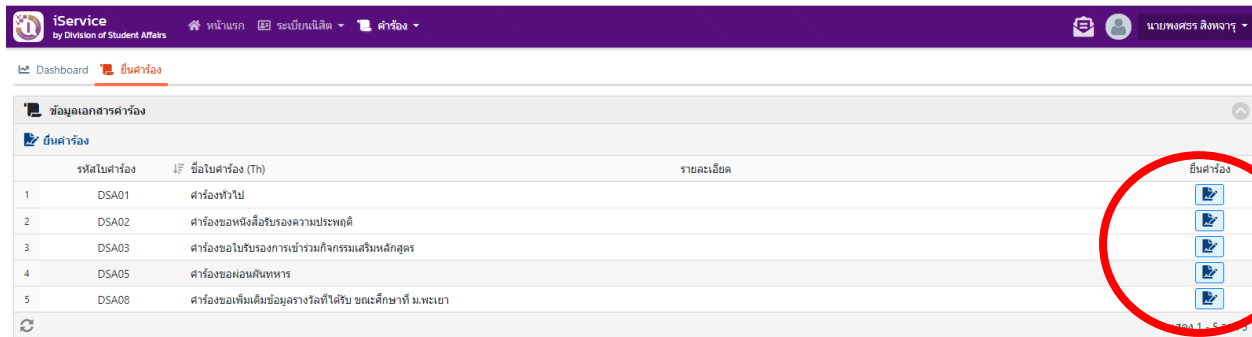 iService
by Division of Student Affairs
หน้าแรก ระเบียนนิสิต คำร้อง นายพงศธร สิงหจารุ
Dashboard ยื่นคำร้อง
ข้อมูลเอกสารคำร้อง
ยื่นคำร้อง
รหัสใบคำร้อง ชื่อใบคำร้อง (Th) รายละเอียด ยื่นคำร้อง
1 DSA01 คำร้องทั่วไป
2 DSA02 คำร้องขอหนังสือรับรองความประพฤติ
3 DSA03 คำร้องขอใบรับรองการเข้าร่วมกิจกรรมเสริมหลักสูตร
4 DSA05 คำร้องขอผ่อนผันทหาร
5 DSA08 คำร้องขอเพิ่มเติมข้อมูลรางวัลที่ได้รับ ขณะศึกษาที่ ม.พะเยา
1 - 5